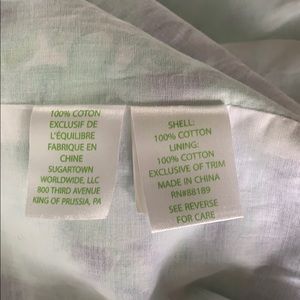 100% COTON
EXCLUSIF DE
L'ÉQUILIBRE
FABRIQUE EN
CHINE
SUGARTOWN
WORLDWIDE, LLC
800 THIRD AVENUE
KING OF PRUSSIA, PA
SHELL:
100% COTTON
LINING:
100% COTTON
EXCLUSIVE OF TRIM
MADE IN CHINA
RN#88189
SEE REVERSE
FOR CARE